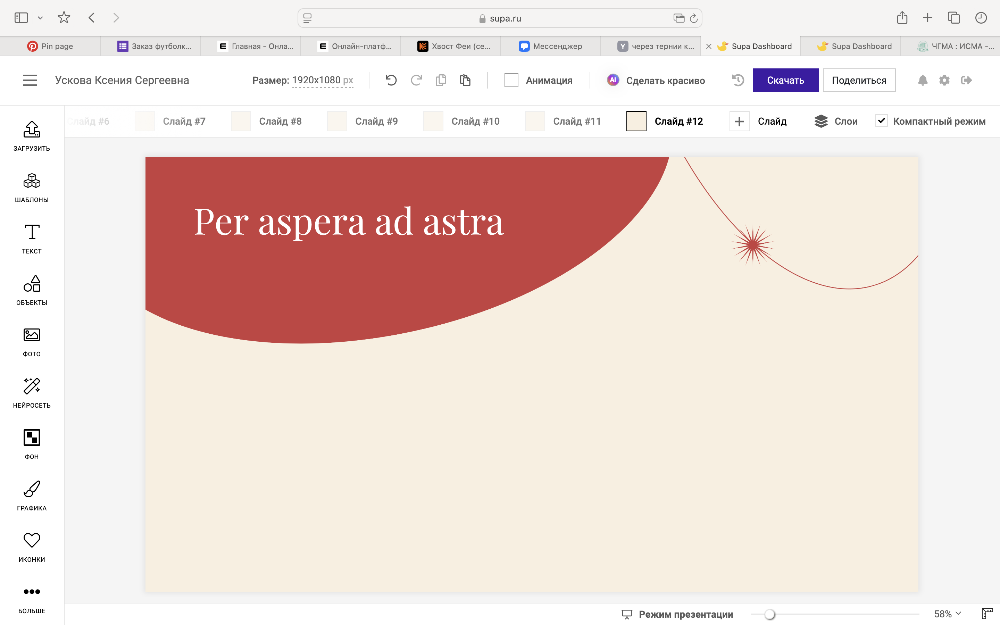 supa.ru
Pin page
Заказ футболк...
Главная - Онла...
Онлайн-платф...
Хвост Феи (се...
Мессенджер
через тернии к...
Supa Dashboard
Supa Dashboard
ЧГМА : ИСМА -...
Ускова Ксения Сергеевна
Размер: 1920x1080 px
Анимация
AI Сделать красиво
Скачать
Поделиться
Слайд #6
Слайд #7
Слайд #8
Слайд #9
Слайд #10
Слайд #11
Слайд #12
Слайд
Слои
Компактный режим
ЗАГРУЗИТЬ
ШАБЛОНЫ
ТЕКСТ
ОБЪЕКТЫ
ФОТО
НЕЙРОСЕТЬ
ФОН
ГРАФИКА
ИКОНКИ
БОЛЬШЕ
Per aspera ad astra
Режим презентации
58%